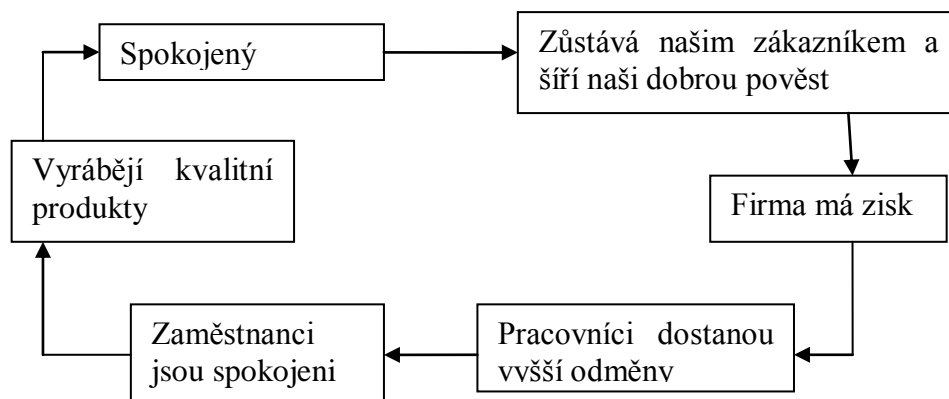 Spokojený
Zůstává našim zákazníkem a
šíří naši dobrou pověst
Vyrábějí kvalitní
produkty
Firma má zisk
Zaměstnanci
jsou spokojeni
Pracovníci dostanou
vyšší odměny